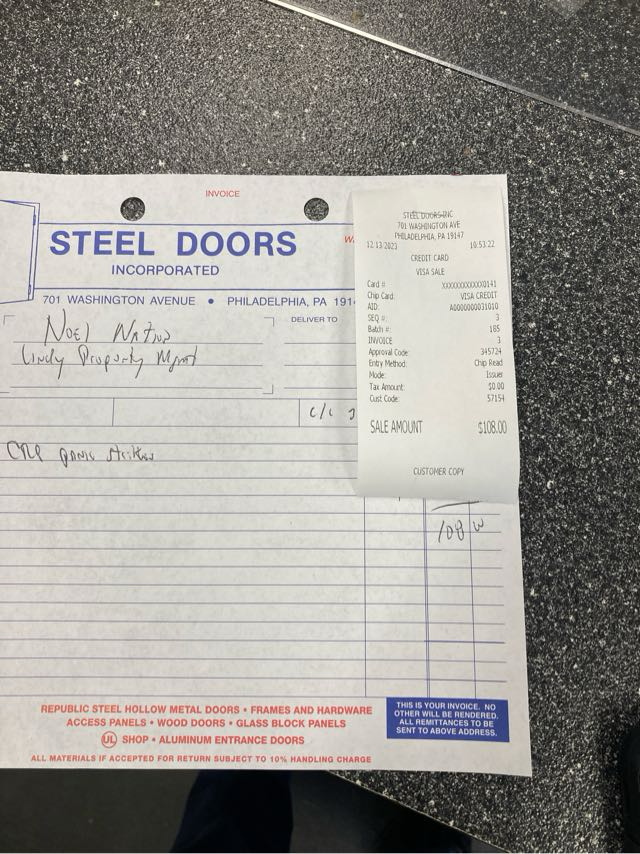 INVOICE
STEEL DOORS
INCORPORATED
701 WASHINGTON AVENUE • PHILADELPHIA, PA 191
DELIVER TO
Noel
Lindy Property Mgmt
c/c
panic strikes
108
STEEL DOORS INC
701 WASHINGTON AVE
PHILADELPHIA, PA 19147
12/13/2023 10:53:22
CREDIT CARD
VISA SALE
Card # XXXXXXXXXXXX0141
Chip Card: VISA CREDIT
AID: A0000000031010
SEQ #: 3
Batch #: 185
INVOICE 3
Approval Code: 345724
Entry Method: Chip Read
Mode: Issuer
Tax Amount: $0.00
Cust Code: 57154
SALE AMOUNT $108.00
CUSTOMER COPY
REPUBLIC STEEL HOLLOW METAL DOORS • FRAMES AND HARDWARE
ACCESS PANELS • WOOD DOORS • GLASS BLOCK PANELS
UL SHOP • ALUMINUM ENTRANCE DOORS
ALL MATERIALS IF ACCEPTED FOR RETURN SUBJECT TO 10% HANDLING CHARGE
THIS IS YOUR INVOICE. NO
OTHER WILL BE RENDERED.
ALL REMITTANCES TO BE
SENT TO ABOVE ADDRESS.